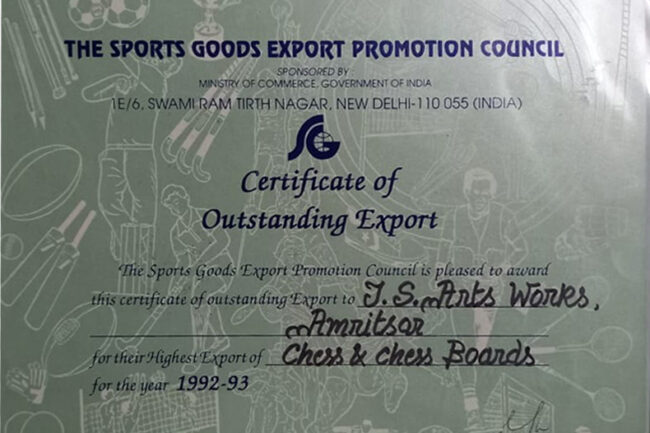 THE SPORTS GOODS EXPORT PROMOTION COUNCIL
SPONSORED BY
MINISTRY OF COMMERCE, GOVERNMENT OF INDIA
1E/6, SWAMI RAM TIRTH NAGAR, NEW DELHI-110 055 (INDIA)
SG
Certificate of
Outstanding Export
The Sports Goods Export Promotion Council is pleased to award
this certificate of outstanding Export to J. S. Arts Works,
Amritsar
for their Highest Export of Chess & chess Boards
for the year 1992-93